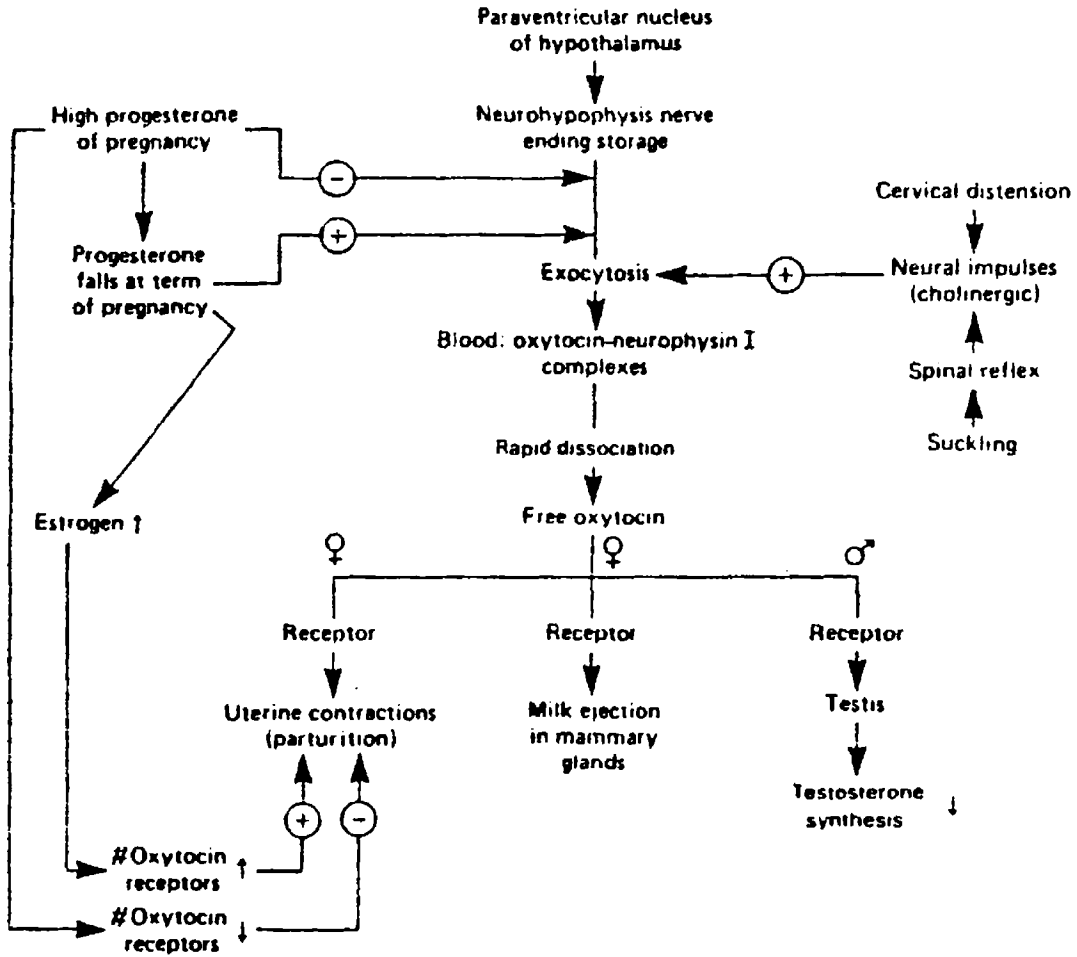 Paraventricular nucleus
of hypothalamus
High progesterone
of pregnancy
Neurohypophysis nerve
ending storage
−
Cervical distension
+
Progesterone
falls at term
of pregnancy
Exocytosis
+
Neural impulses
(cholinergic)
Blood: oxytocin–neurophysin I
complexes
Spinal reflex
Rapid dissociation
Suckling
Estrogen ↑
Free oxytocin
♀ ♀ ♂
Receptor
Receptor
Receptor
Uterine contractions
(parturition)
Milk ejection
in mammary
glands
Testis
Testosterone
synthesis ↓
+ −
#Oxytocin
receptors ↑
#Oxytocin
receptors ↓